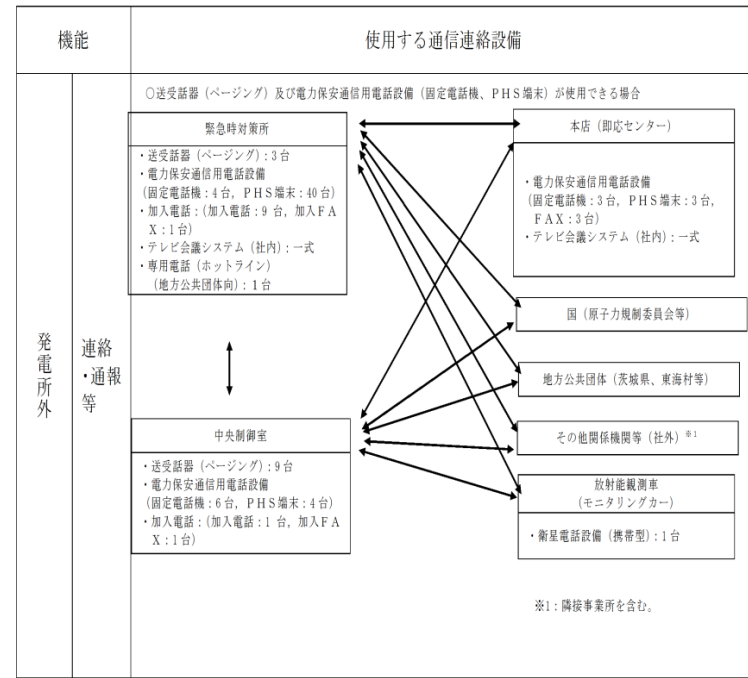 機能
使用する通信連絡設備
発電所外
連絡・通報等
○送受話器（ページング）及び電力保安通信用電話設備（固定電話機、ＰＨＳ端末）が使用できる場合
緊急時対策所
・送受話器（ページング）：3台
・電力保安通信用電話設備
（固定電話機：4台，PHS端末：40台）
・加入電話：（加入電話：9台，加入ＦＡ
Ｘ：1台）
・テレビ会議システム（社内）：一式
・専用電話（ホットライン）
（地方公共団体向）：1台
中央制御室
・送受話器（ページング）：9台
・電力保安通信用電話設備
（固定電話機：6台，PHS端末：4台）
・加入電話：（加入電話：1台，加入ＦＡ
Ｘ：1台）
本店（即応センター）
・電力保安通信用電話設備
（固定電話機：3台，PHS端末：3台，
ＦＡＸ：3台）
・テレビ会議システム（社内）：一式
国（原子力規制委員会等）
地方公共団体（茨城県、東海村等）
その他関係機関等（社外）※1
放射能観測車
（モニタリングカー）
・衛星電話設備（携帯型）：1台
※1：隣接事業所を含む。